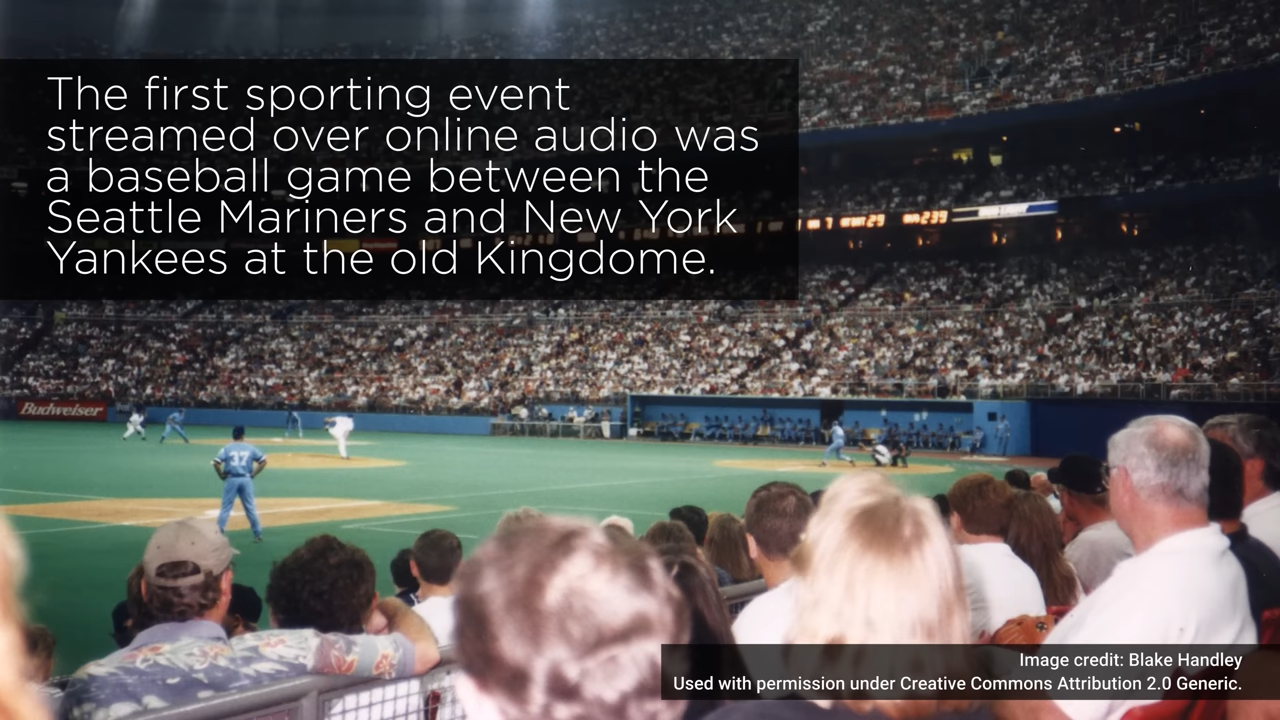 The first sporting event
streamed over online audio was
a baseball game between the
Seattle Mariners and New York
Yankees at the old Kingdome.
Budweiser
37
Image credit: Blake Handley
Used with permission under Creative Commons Attribution 2.0 Generic.